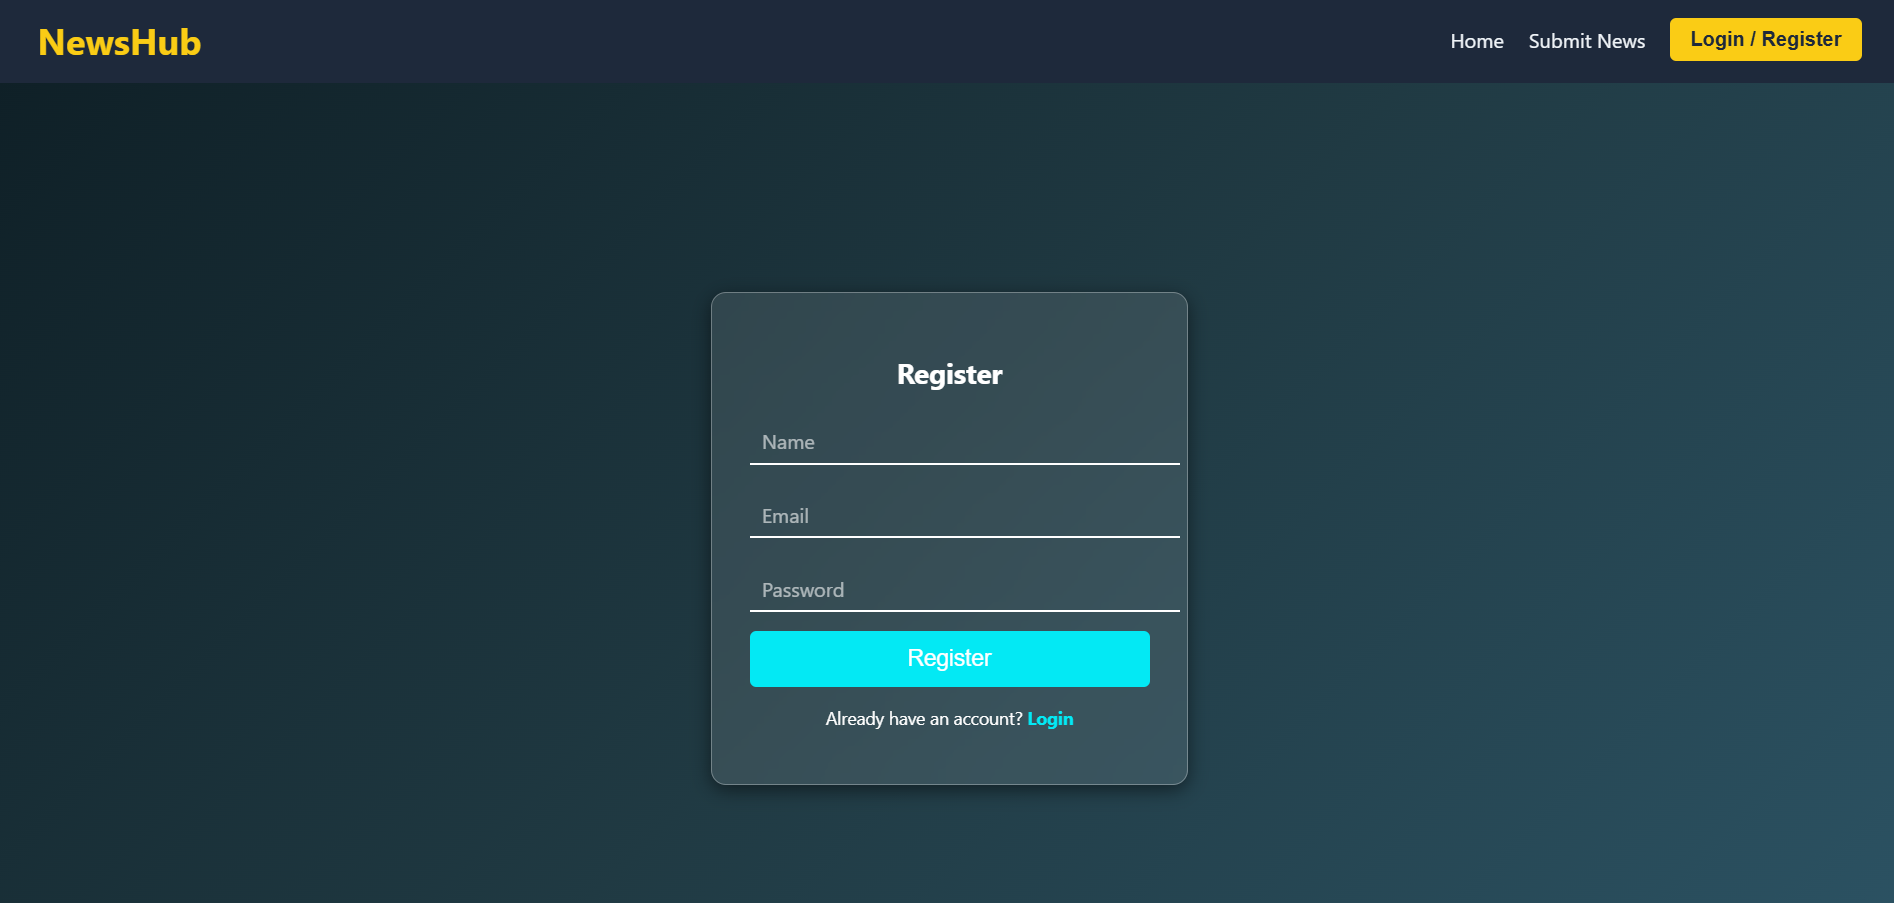 NewsHub
Home Submit News Login / Register
Register
Name
Email
Password
Register
Already have an account? Login